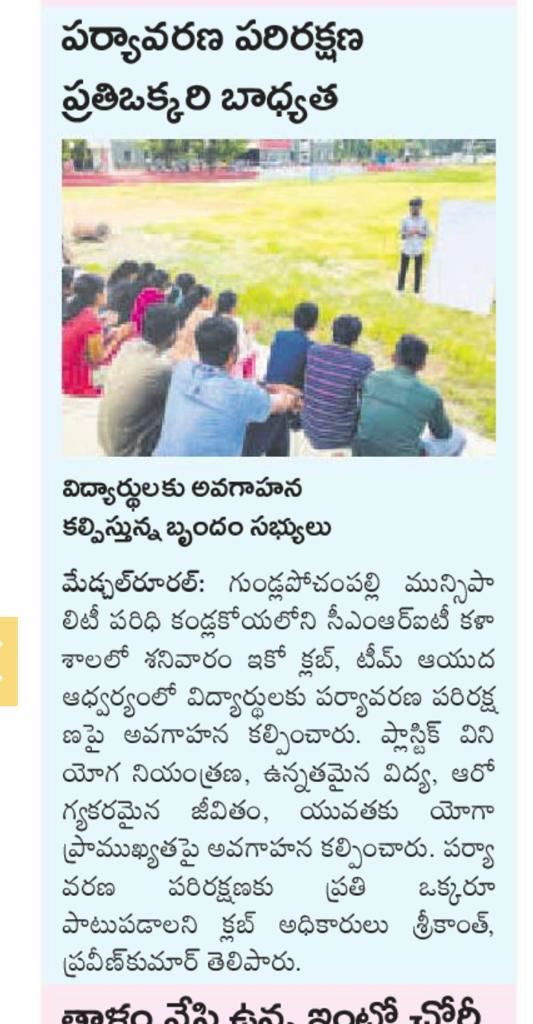 పర్యావరణ పరిరక్షణ
ప్రతిఒక్కరి బాధ్యత
విద్యార్థులకు అవగాహన
కల్పిస్తున్న బృందం సభ్యులు
మేడ్చల్‌రూరల్: గుండ్లపోచంపల్లి మున్సిపా
లిటీ పరిధి కండ్లకోయలోని సీఎంఆర్ఐటీ కళా
శాలలో శనివారం ఇకో క్లబ్, టీమ్ ఆయుద
ఆధ్వర్యంలో విద్యార్థులకు పర్యావరణ పరిరక్ష
ణపై అవగాహన కల్పించారు. ప్లాస్టిక్ విని
యోగ నియంత్రణ, ఉన్నతమైన విద్య, ఆరో
గ్యకరమైన జీవితం, యువతకు యోగా
ప్రాముఖ్యతపై అవగాహన కల్పించారు. పర్యా
వరణ పరిరక్షణకు ప్రతి ఒక్కరూ
పాటుపడాలని క్లబ్ అధికారులు శ్రీకాంత్,
ప్రవీణ్‌కుమార్ తెలిపారు.
తాళం వేసి ఉన్న ఇంట్లో చోరీ